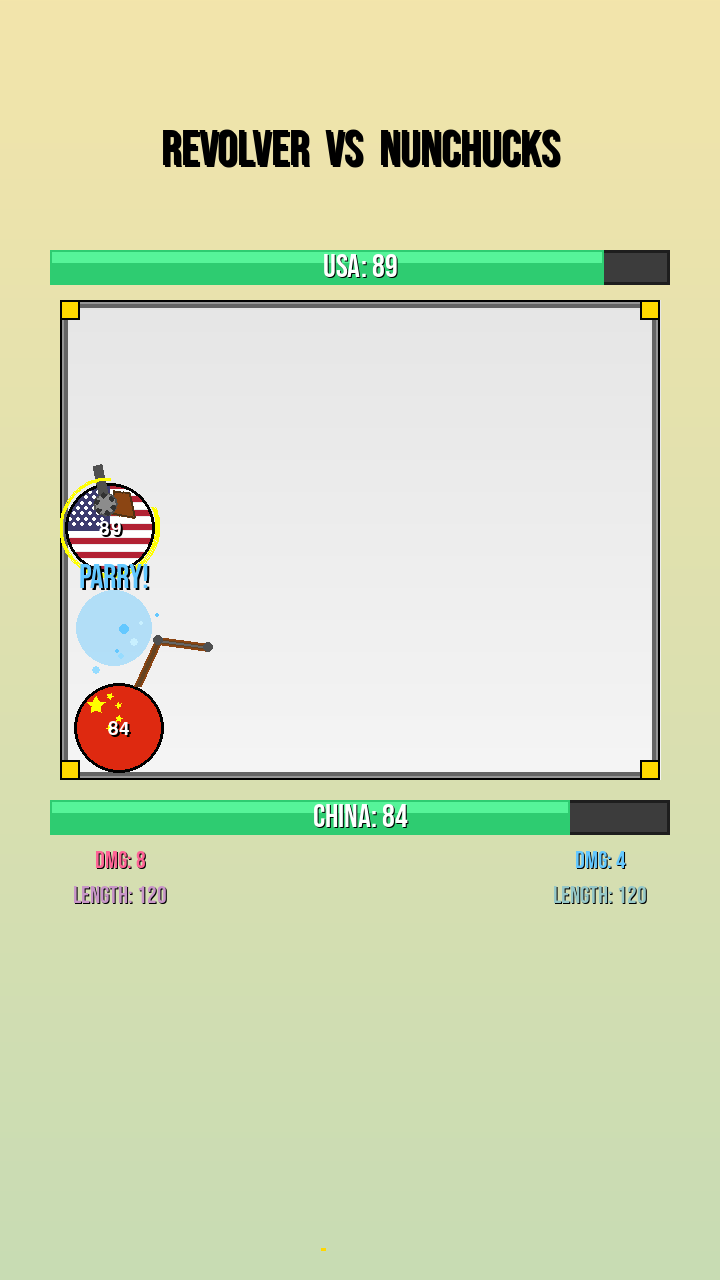 REVOLVER VS NUNCHUCKS
USA: 89
89
PARRY!
84
CHINA: 84
DMG: 8
DMG: 4
LENGTH: 120
LENGTH: 120